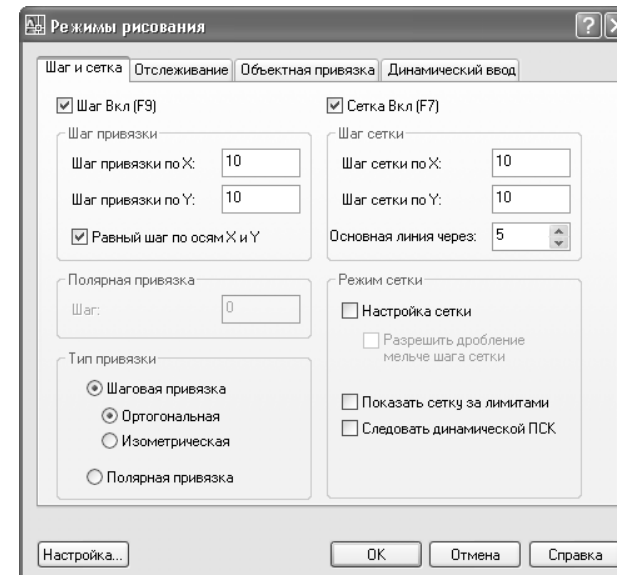 Режимы рисования
Шаг и сетка Отслеживание Объектная привязка Динамический ввод
Шаг Вкл (F9)
Шаг привязки
Шаг привязки по X: 10
Шаг привязки по Y: 10
Равный шаг по осям X и Y
Полярная привязка
Шаг: 0
Тип привязки
Шаговая привязка
Ортогональная
Изометрическая
Полярная привязка
Сетка Вкл (F7)
Шаг сетки
Шаг сетки по X: 10
Шаг сетки по Y: 10
Основная линия через: 5
Режим сетки
Настройка сетки
Разрешить дробление
мельче шага сетки
Показать сетку за лимитами
Следовать динамической ПСК
Настройка... OK Отмена Справка